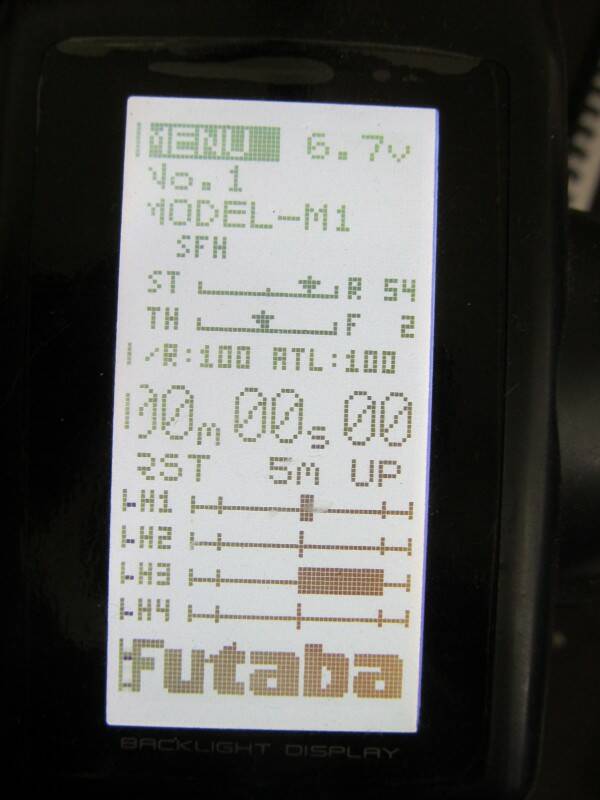 MENU 6.7v
No.1
MODEL-M1
SFH
ST R 54
TH F 2
D/R:100 ATL:100
00m 00s 00
RST 5M UP
CH1
CH2
CH3
CH4
Futaba
BACKLIGHT DISPLAY